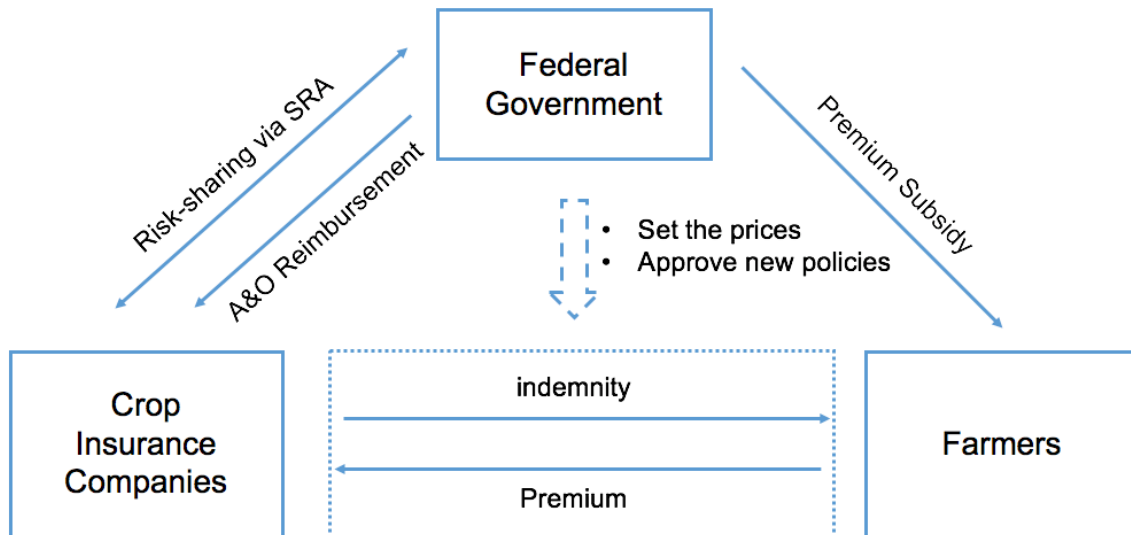 Federal
Government
Risk-sharing via SRA
A&O Reimbursement
Premium Subsidy
• Set the prices
• Approve new policies
Crop
Insurance
Companies
indemnity
Premium
Farmers